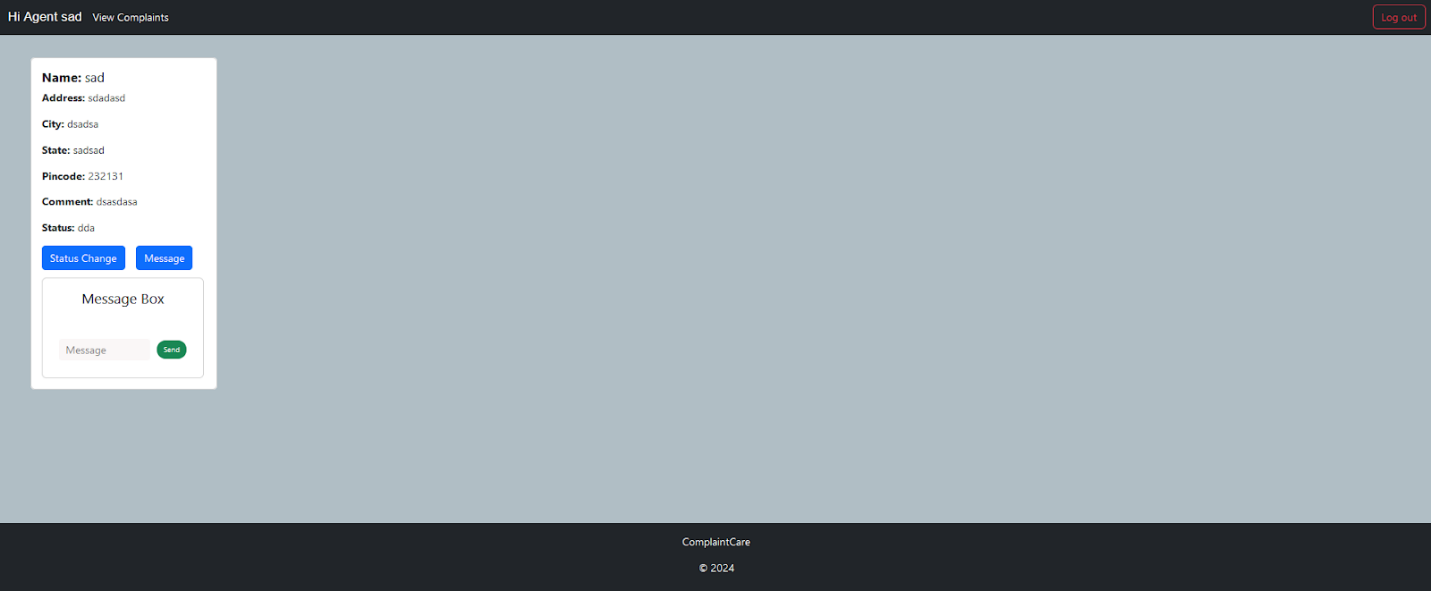 Hi Agent sad View Complaints Log out
Name: sad
Address: sdadasd
City: dsadsa
State: sadsad
Pincode: 232131
Comment: dsasdasa
Status: dda
Status Change Message
Message Box
Message Send
ComplaintCare
© 2024